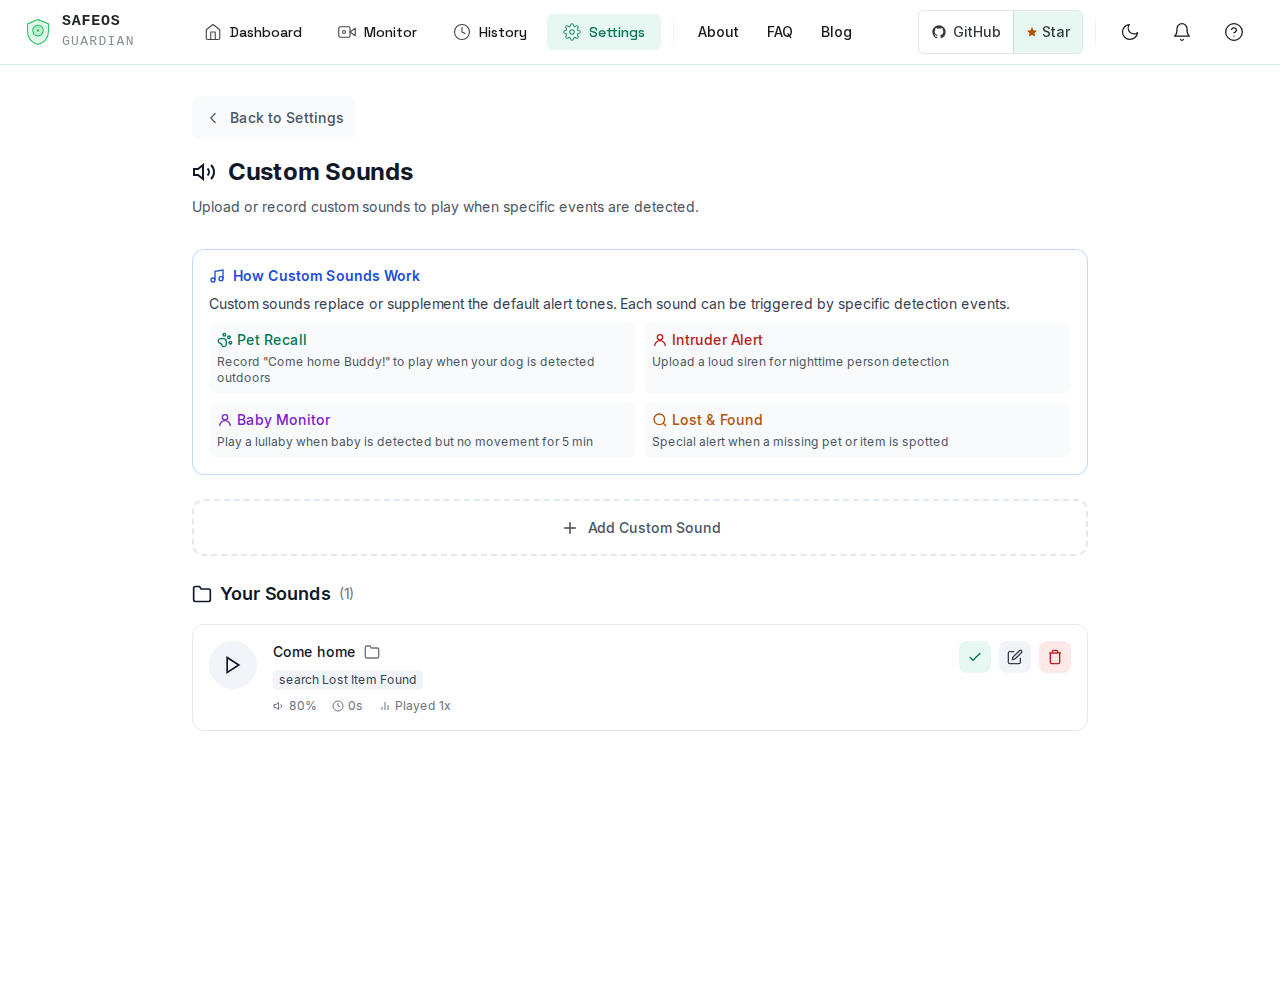 SAFEOS
GUARDIAN
Dashboard
Monitor
History
Settings
About
FAQ
Blog
GitHub
Star
Back to Settings
Custom Sounds
Upload or record custom sounds to play when specific events are detected.
How Custom Sounds Work
Custom sounds replace or supplement the default alert tones. Each sound can be triggered by specific detection events.
Pet Recall
Record "Come home Buddy!" to play when your dog is detected
outdoors
Intruder Alert
Upload a loud siren for nighttime person detection
Baby Monitor
Play a lullaby when baby is detected but no movement for 5 min
Lost & Found
Special alert when a missing pet or item is spotted
Add Custom Sound
Your Sounds (1)
Come home
search Lost Item Found
80% 0s Played 1x